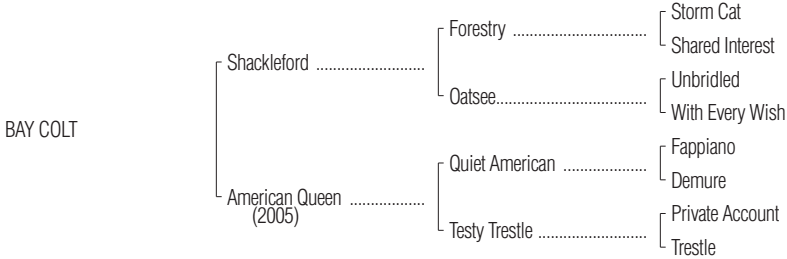 Storm Cat
Forestry ................................
Shared Interest
Shackleford ..........................
Unbridled
Oatsee....................................
With Every Wish
BAY COLT
Fappiano
Quiet American ....................
Demure
American Queen ..................
(2005)
Private Account
Testy Trestle ..........................
Trestle